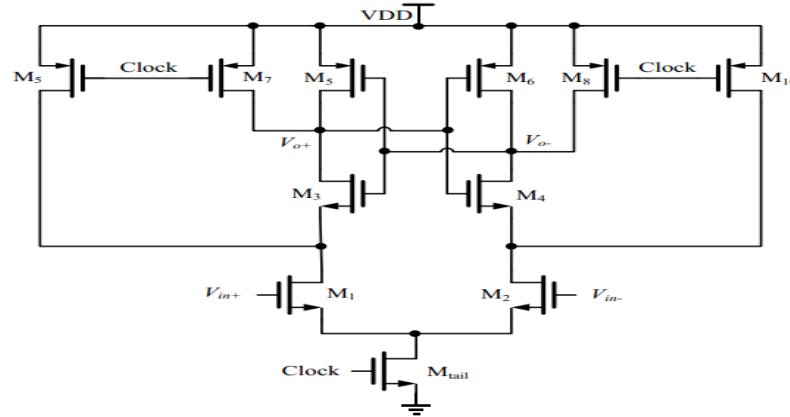 VDD
M5
Clock
M7
M5
M6
M8
Clock
M10
Vo+
Vo-
M3
M4
Vin+
M1
M2
Vin-
Clock
Mtail